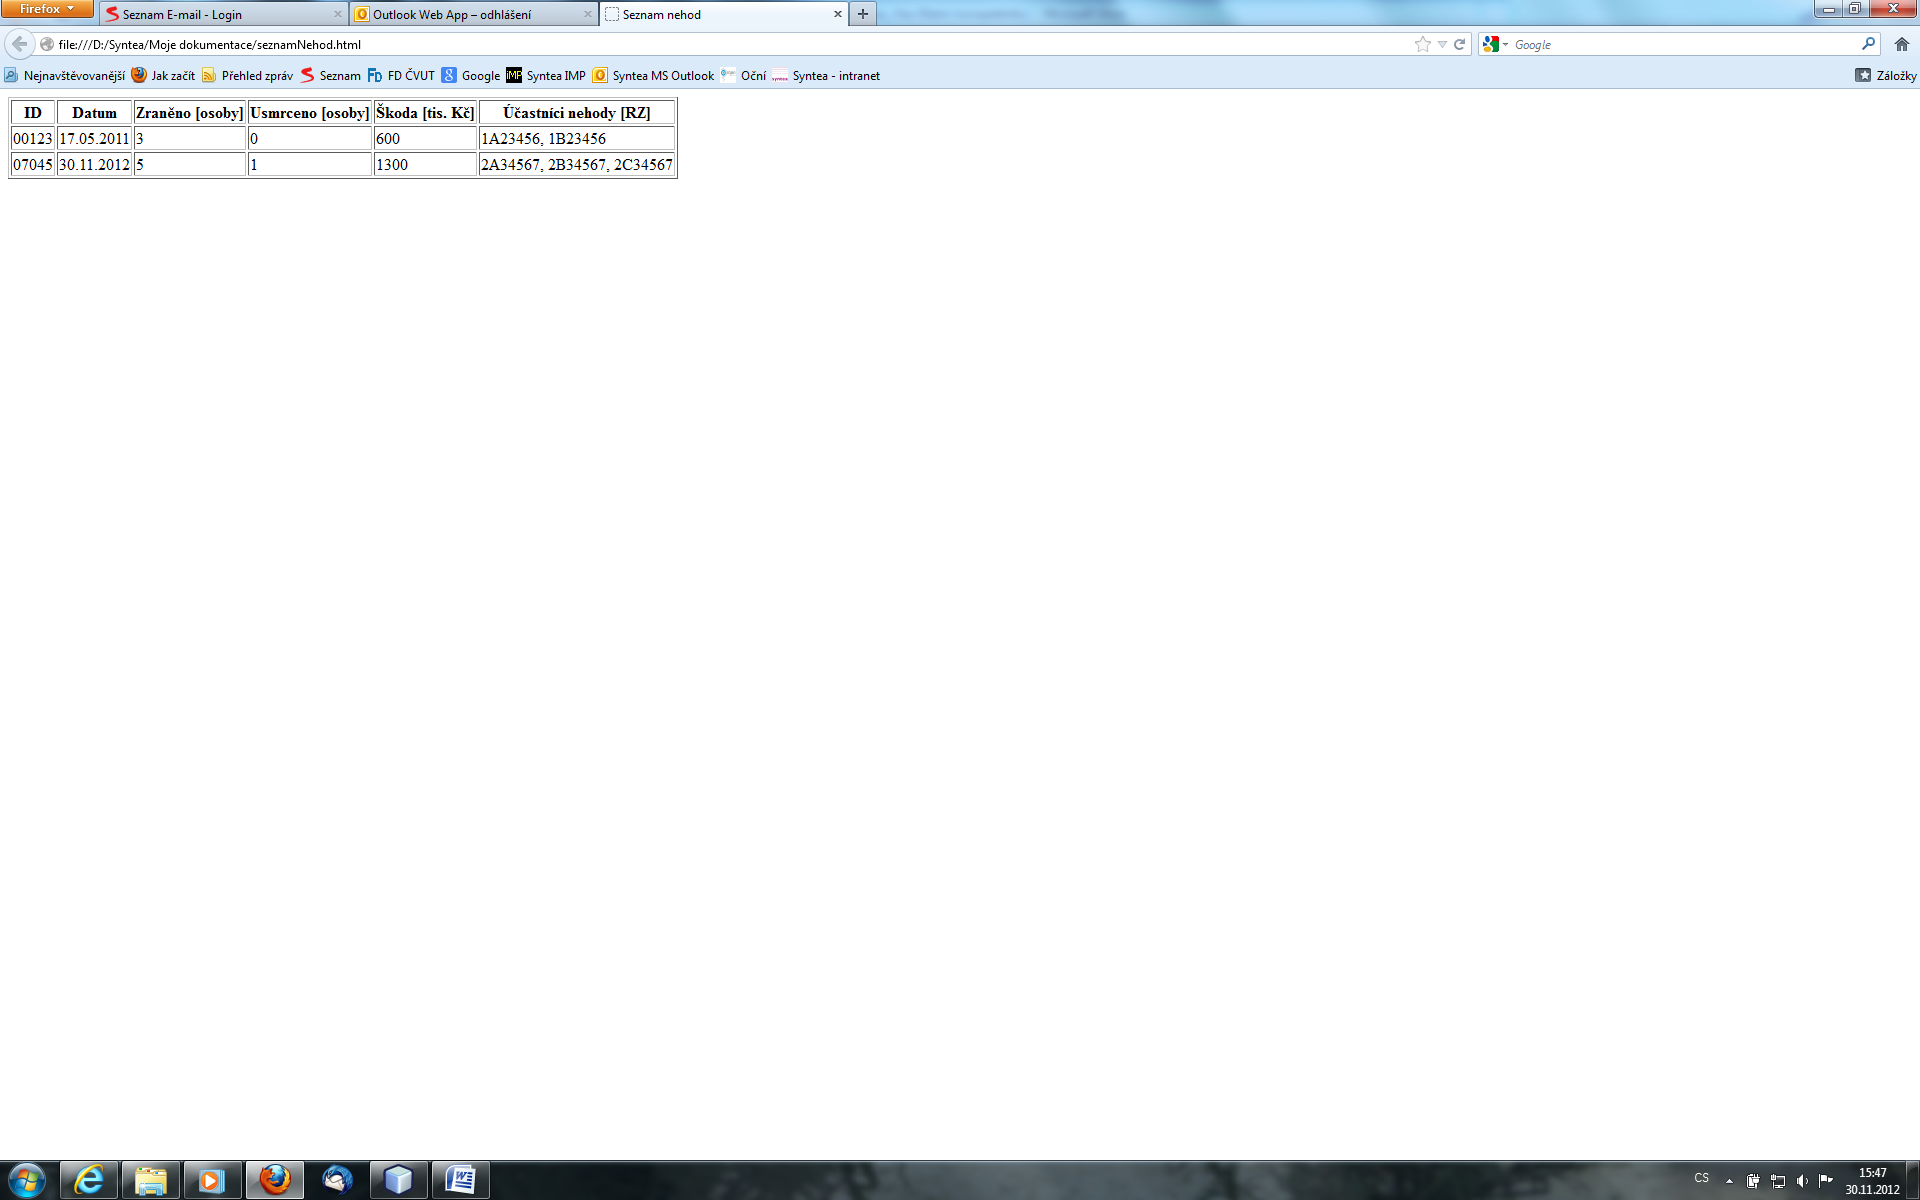 Firefox
Seznam E-mail - Login
Outlook Web App – odhlášení
Seznam nehod
file:///D:/Syntea/Moje dokumentace/seznamNehod.html
Google
Nejnavštěvovanější Jak začít Přehled zpráv Seznam FD ČVUT Google Syntea IMP Syntea MS Outlook Oční Syntea - intranet Záložky
ID Datum Zraněno [osoby] Usmrceno [osoby] Škoda [tis. Kč] Účastníci nehody [RZ]
00123 17.05.2011 3 0 600 1A23456, 1B23456
07045 30.11.2012 5 1 1300 2A34567, 2B34567, 2C34567
CS
15:47
30.11.2012